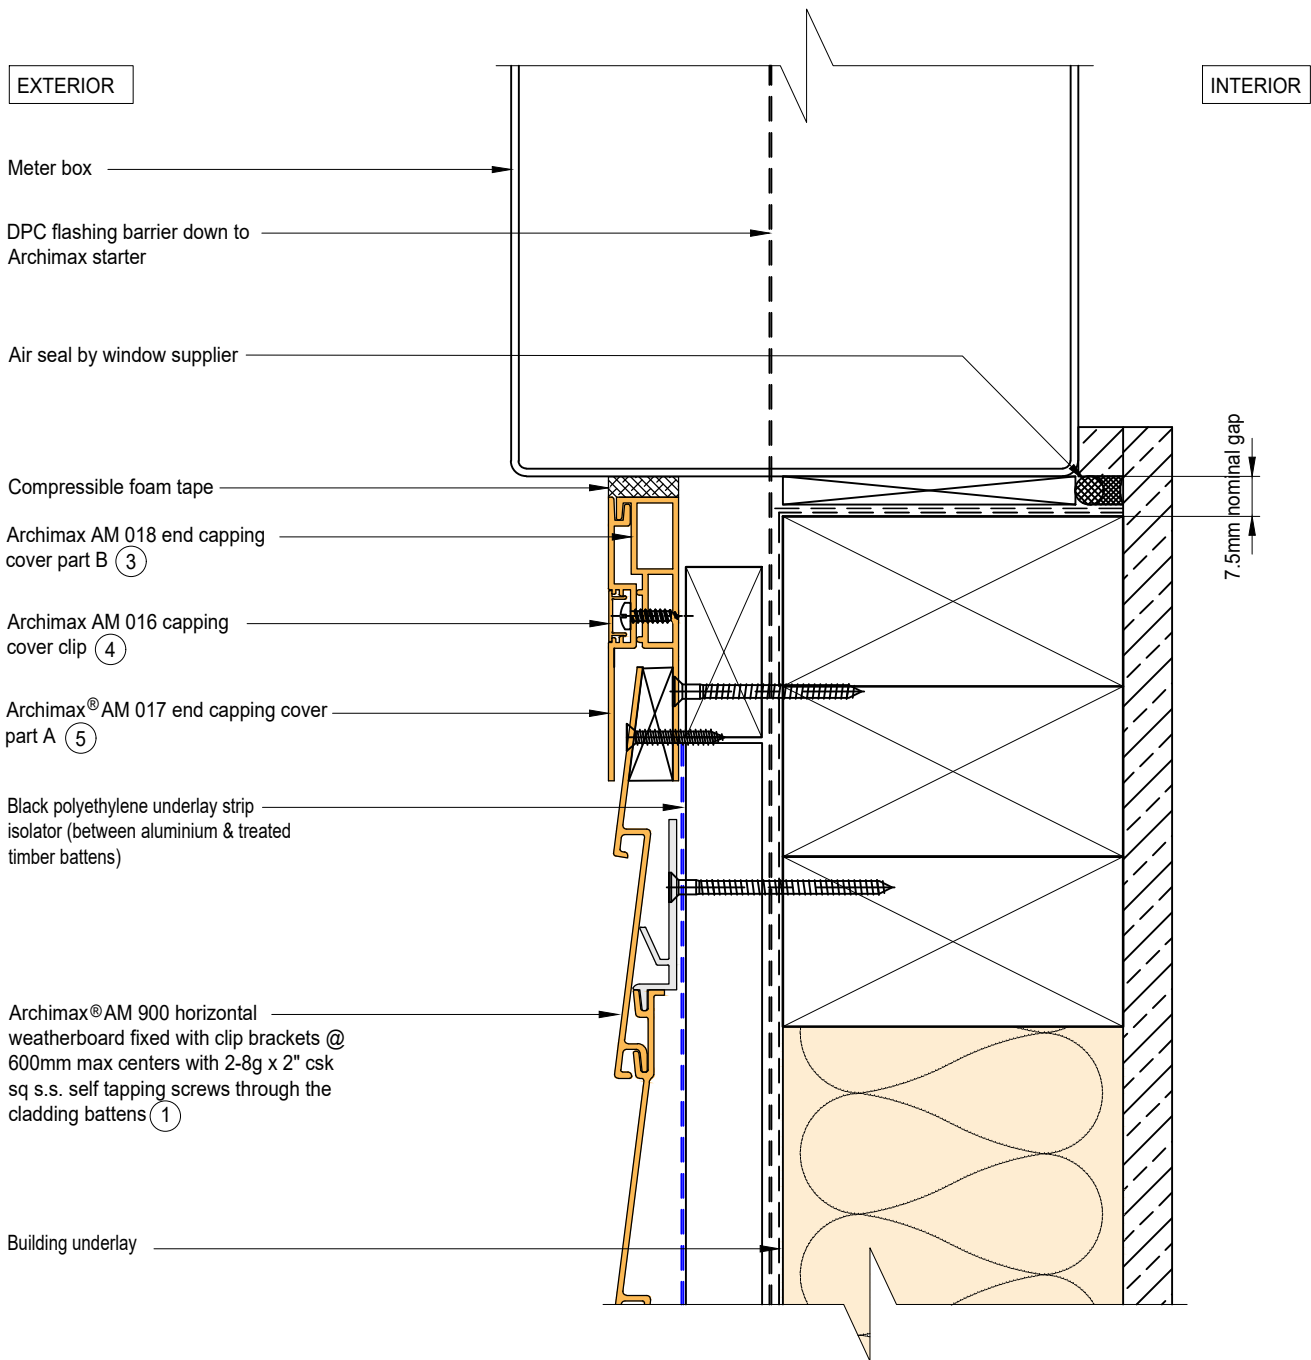 EXTERIOR
INTERIOR
Meter box
DPC flashing barrier down to
Archimax starter
Air seal by window supplier
7.5mm nominal gap
Compressible foam tape
Archimax AM 018 end capping
cover part B 3
Archimax AM 016 capping
cover clip 4
Archimax® AM 017 end capping cover
part A 5
Black polyethylene underlay strip
isolator (between aluminium & treated
timber battens)
Archimax® AM 900 horizontal
weatherboard fixed with clip brackets @
600mm max centers with 2-8g x 2" csk
sq s.s. self tapping screws through the
cladding battens 1
Building underlay